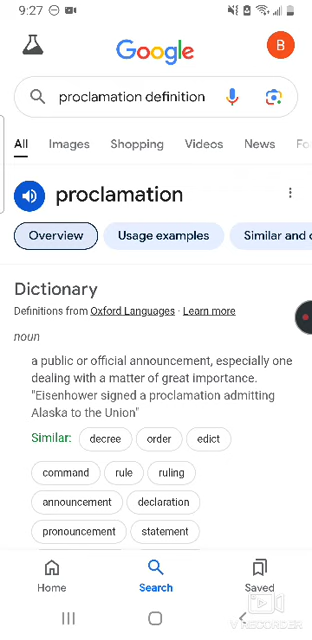 9:27
Google
B
proclamation definition
All Images Shopping Videos News Fo
proclamation
Overview Usage examples Similar and o
Dictionary
Definitions from Oxford Languages · Learn more
noun
a public or official announcement, especially one
dealing with a matter of great importance.
"Eisenhower signed a proclamation admitting
Alaska to the Union"
Similar: decree order edict
command rule ruling
announcement declaration
pronouncement statement
Home Search Saved
V RECORDER